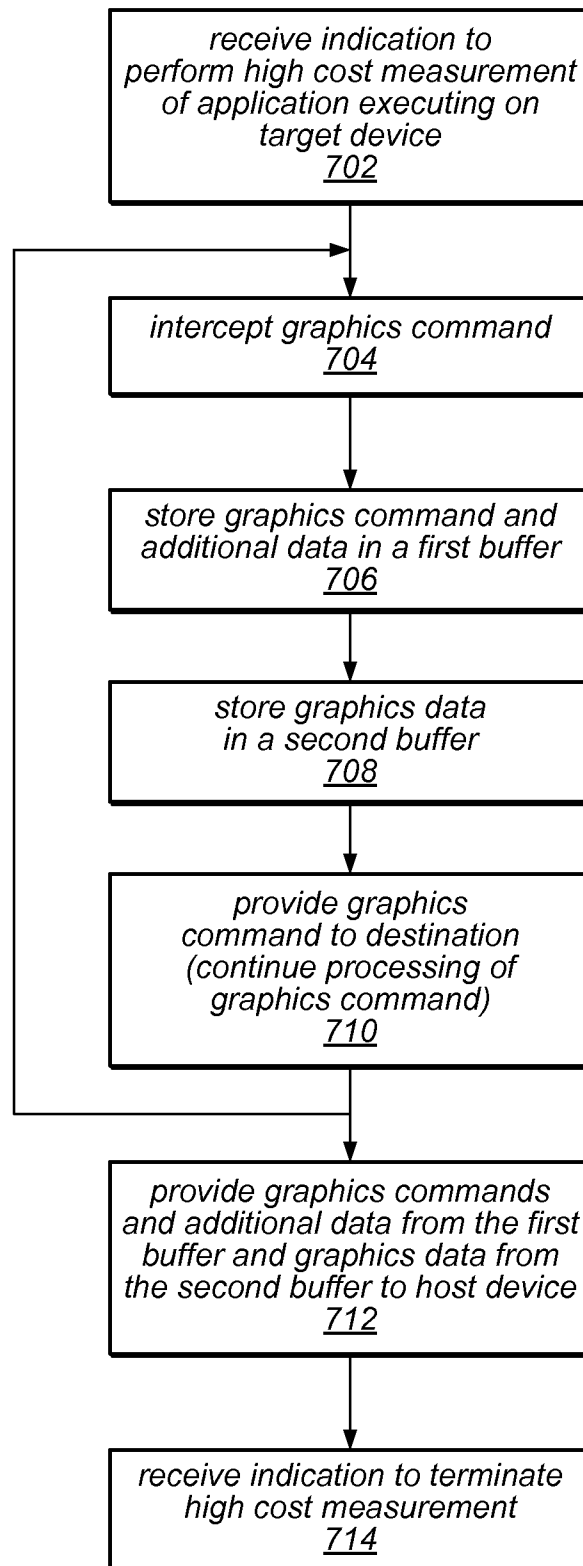 receive indication to
perform high cost measurement
of application executing on
target device
702
intercept graphics command
704
store graphics command and
additional data in a first buffer
706
store graphics data
in a second buffer
708
provide graphics
command to destination
(continue processing of
graphics command)
710
provide graphics commands
and additional data from the first
buffer and graphics data from
the second buffer to host device
712
receive indication to terminate
high cost measurement
714